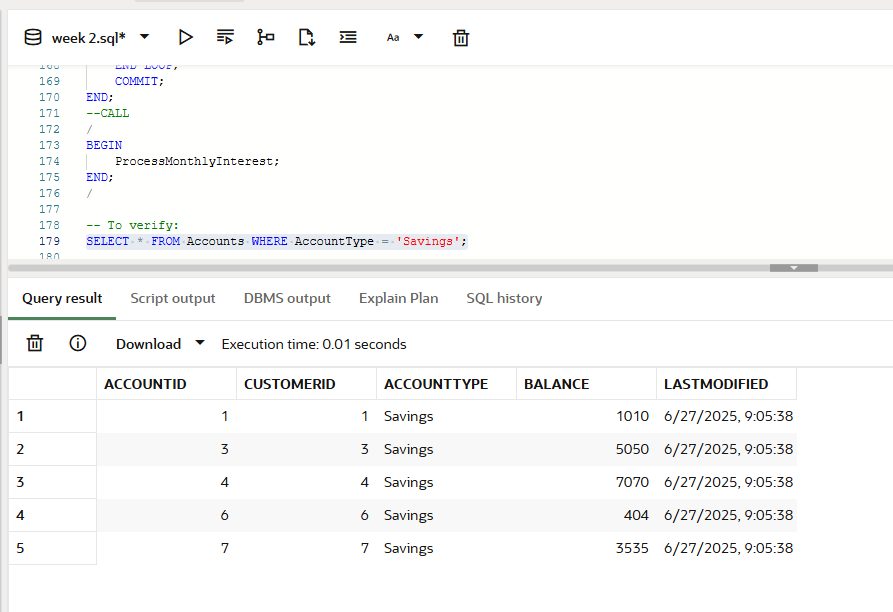 week 2.sql*
Aa
168 END LOOP;
169 COMMIT;
170 END;
171 --CALL
172 /
173 BEGIN
174 ProcessMonthlyInterest;
175 END;
176 /
177
178 -- To verify:
179 SELECT * FROM Accounts WHERE AccountType = 'Savings';
180
Query result Script output DBMS output Explain Plan SQL history
Download Execution time: 0.01 seconds
ACCOUNTID CUSTOMERID ACCOUNTTYPE BALANCE LASTMODIFIED
1 1 1 Savings 1010 6/27/2025, 9:05:38
2 3 3 Savings 5050 6/27/2025, 9:05:38
3 4 4 Savings 7070 6/27/2025, 9:05:38
4 6 6 Savings 404 6/27/2025, 9:05:38
5 7 7 Savings 3535 6/27/2025, 9:05:38